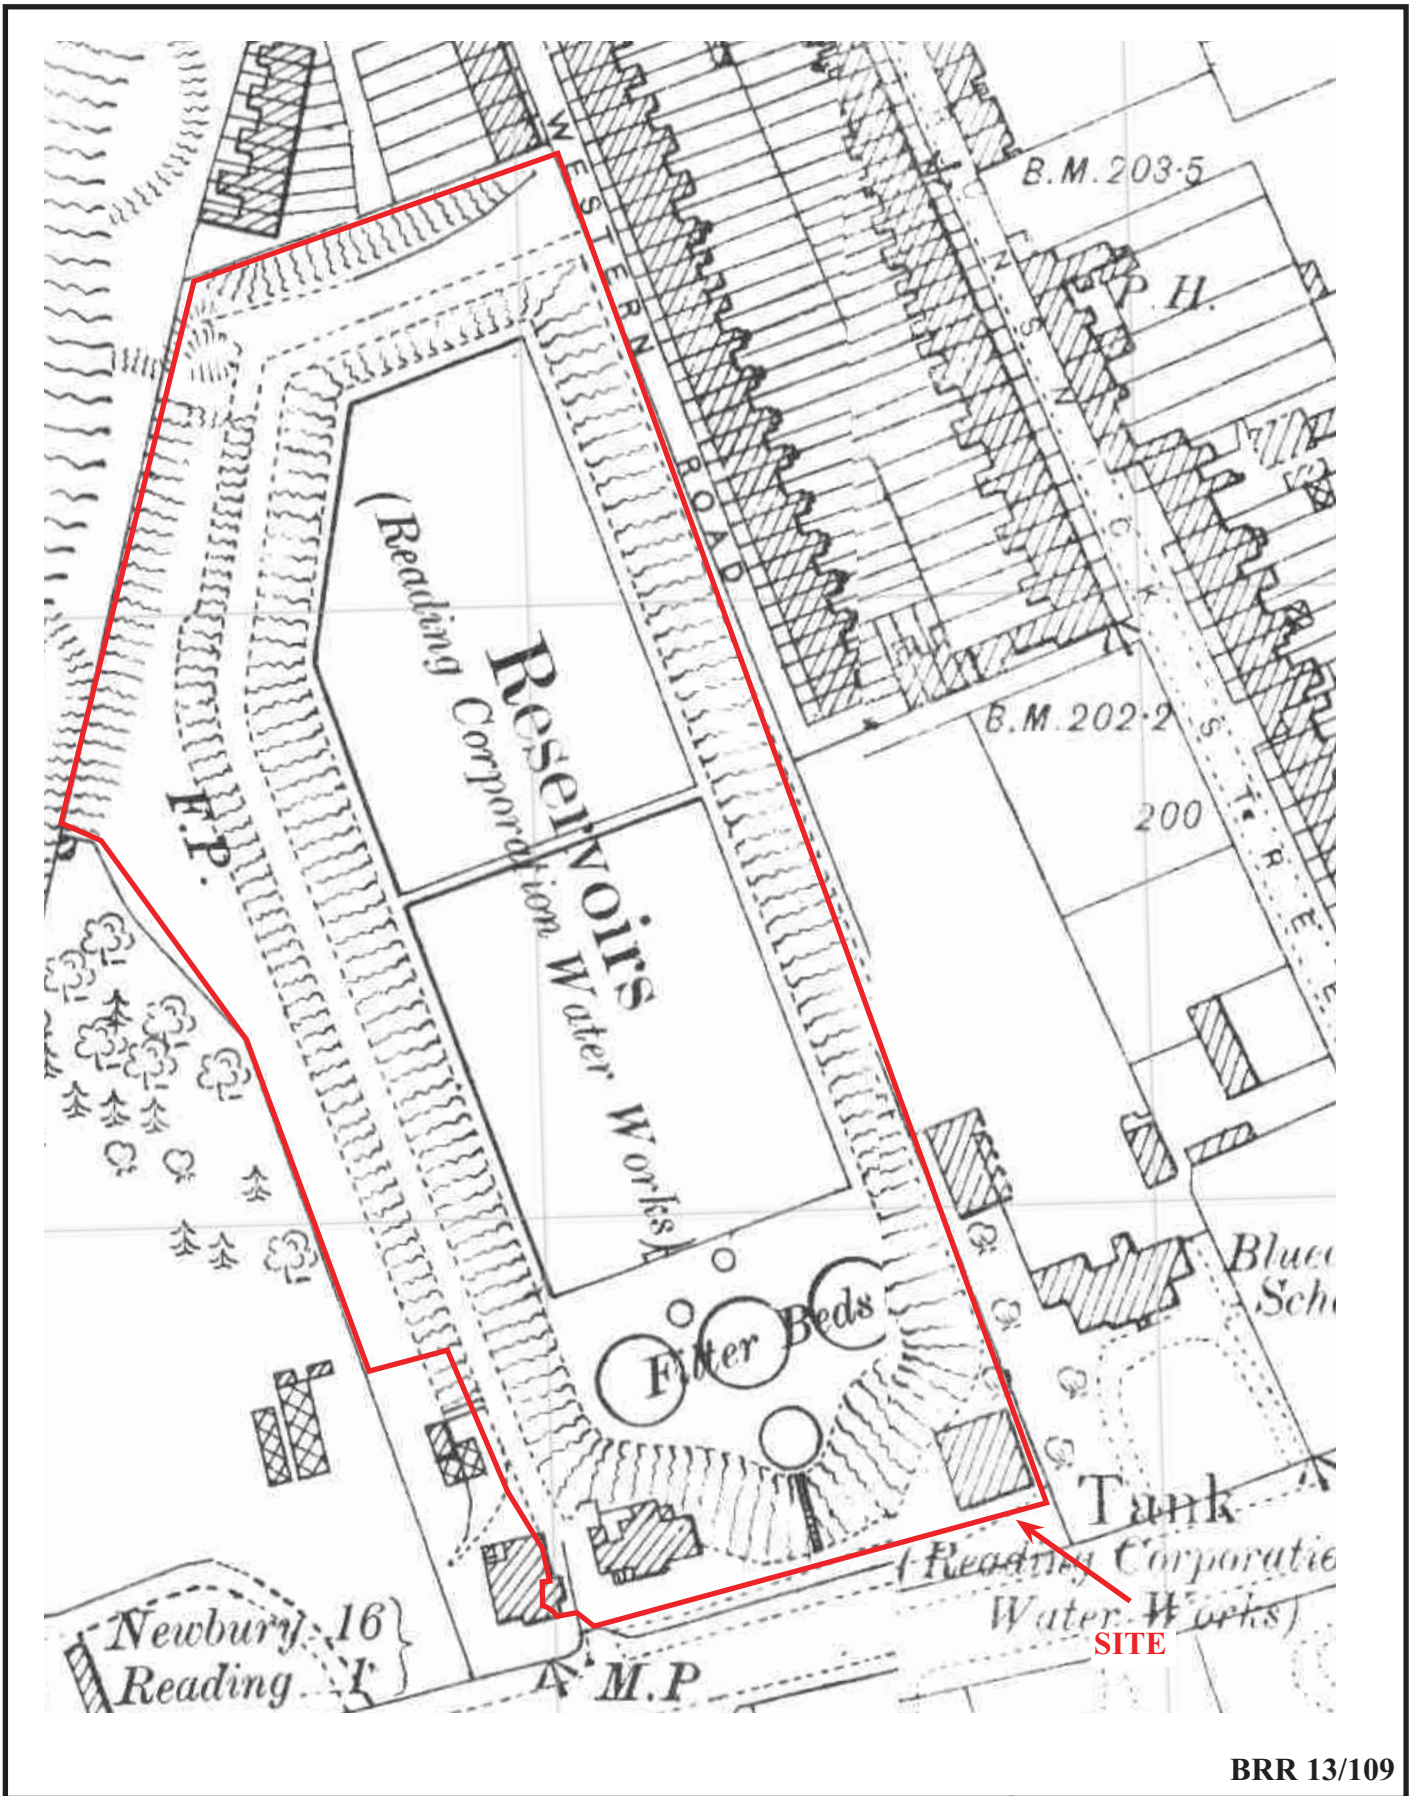 WESTERN ROAD
B.M. 203·5
P. H.
(Reading Corporation Water Works)
Reservoirs
B.M. 202·2
200
STREE
F.P.
Filter Beds
Tank
(Reading Corporatio
Water Works)
SITE
Newbury 16
Reading 1
M.P
BRR 13/109